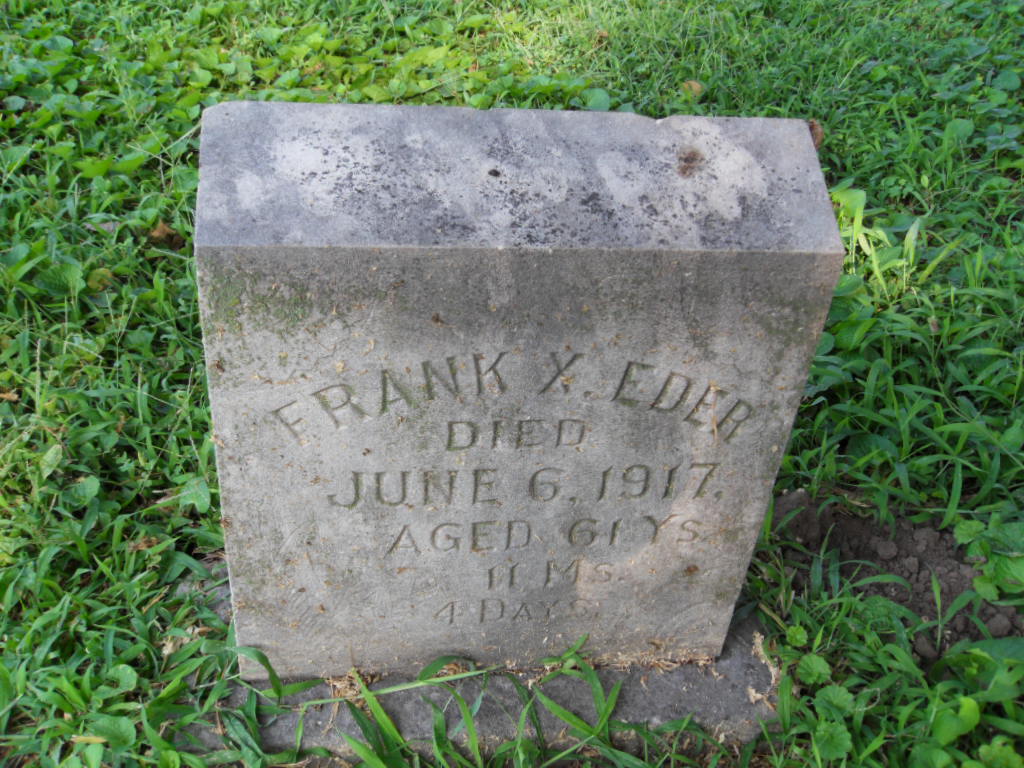 FRANK X. EDER
DIED
JUNE 6, 1917.
AGED 61 YS.
11 MS.
4 DAYS.